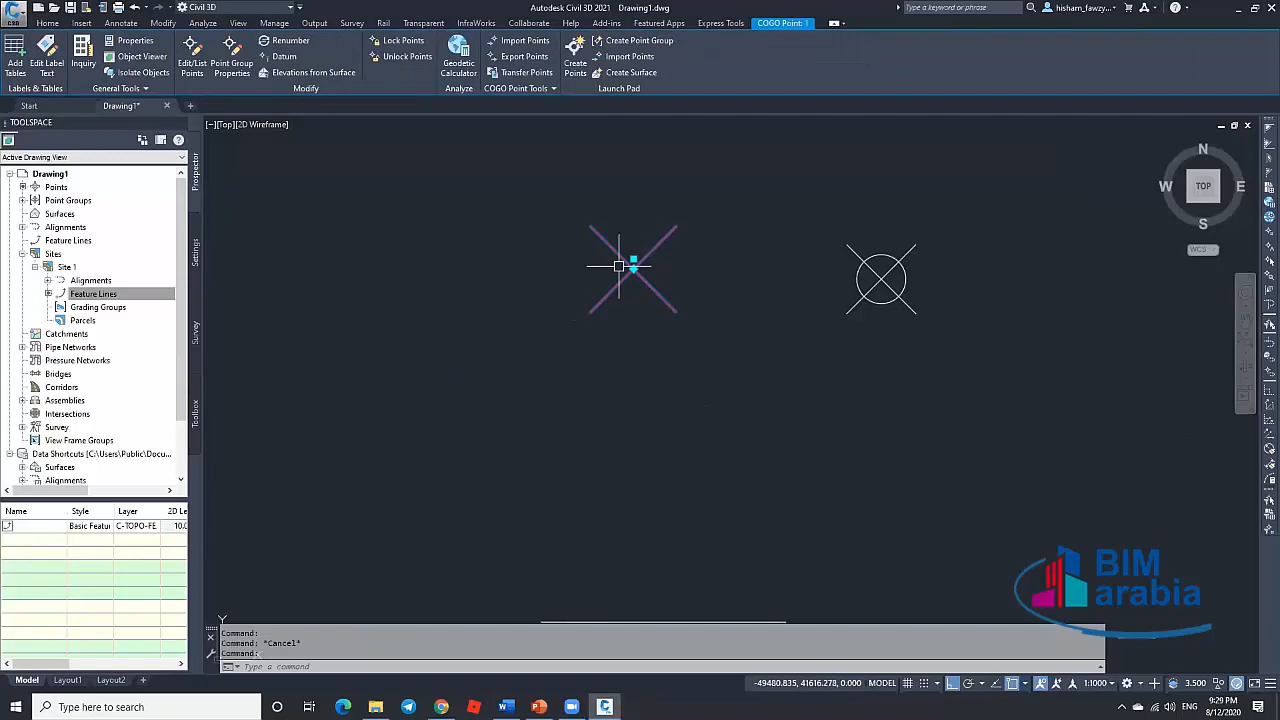 Civil 3D
Autodesk Civil 3D 2021 Drawing1.dwg
Type a keyword or phrase
hisham_fawzy...
Home Insert Annotate Modify Analyze View Manage Output Survey Rail Transparent InfraWorks Collaborate Help Add-ins Featured Apps Express Tools COGO Point: 1
Add Tables
Edit Label Text
Inquiry
Properties
Object Viewer
Isolate Objects
Edit/List Points
Point Group Properties
Renumber
Datum
Elevations from Surface
Lock Points
Unlock Points
Geodetic Calculator
Import Points
Export Points
Transfer Points
Create Points
Create Point Group
Import Points
Create Surface
Labels & Tables General Tools Modify Analyze COGO Point Tools Launch Pad
Start Drawing1* +
TOOLSPACE
[−][Top][2D Wireframe]
Active Drawing View
Drawing1
Points
Point Groups
Surfaces
Alignments
Feature Lines
Sites
Site 1
Alignments
Feature Lines
Grading Groups
Parcels
Catchments
Pipe Networks
Pressure Networks
Bridges
Corridors
Assemblies
Intersections
Survey
View Frame Groups
Data Shortcuts [C:\Users\Public\Docu...
Surfaces
Alignments
Prospector
Settings
Survey
Toolbox
N
W TOP E
S
WCS
Name Style Layer 2D Le
Basic Featur C-TOPO-FE 10.0
BIM
arabia
Y
Command:
Command: *Cancel*
Command:
Type a command
Model Layout1 Layout2 +
-49480.835, 41616.278, 0.000 MODEL 1:1000 3.500
Type here to search
9:29 PM
8/12/2020